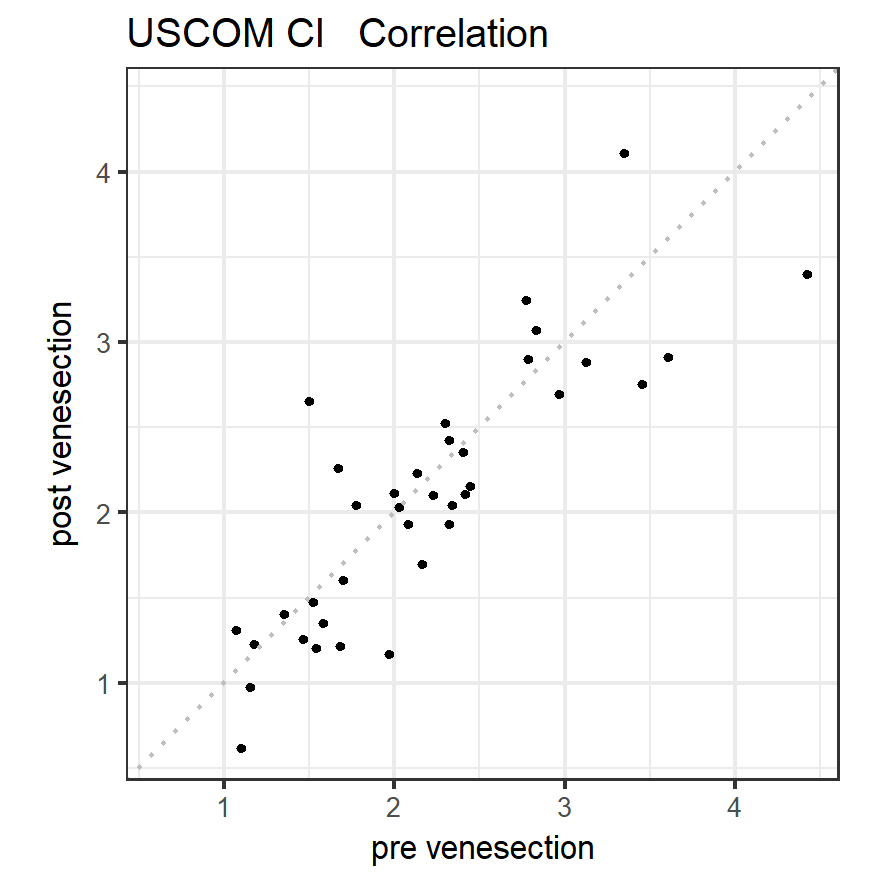 USCOM CI   Correlation
4
3
2
1
post venesection
1 2 3 4
pre venesection